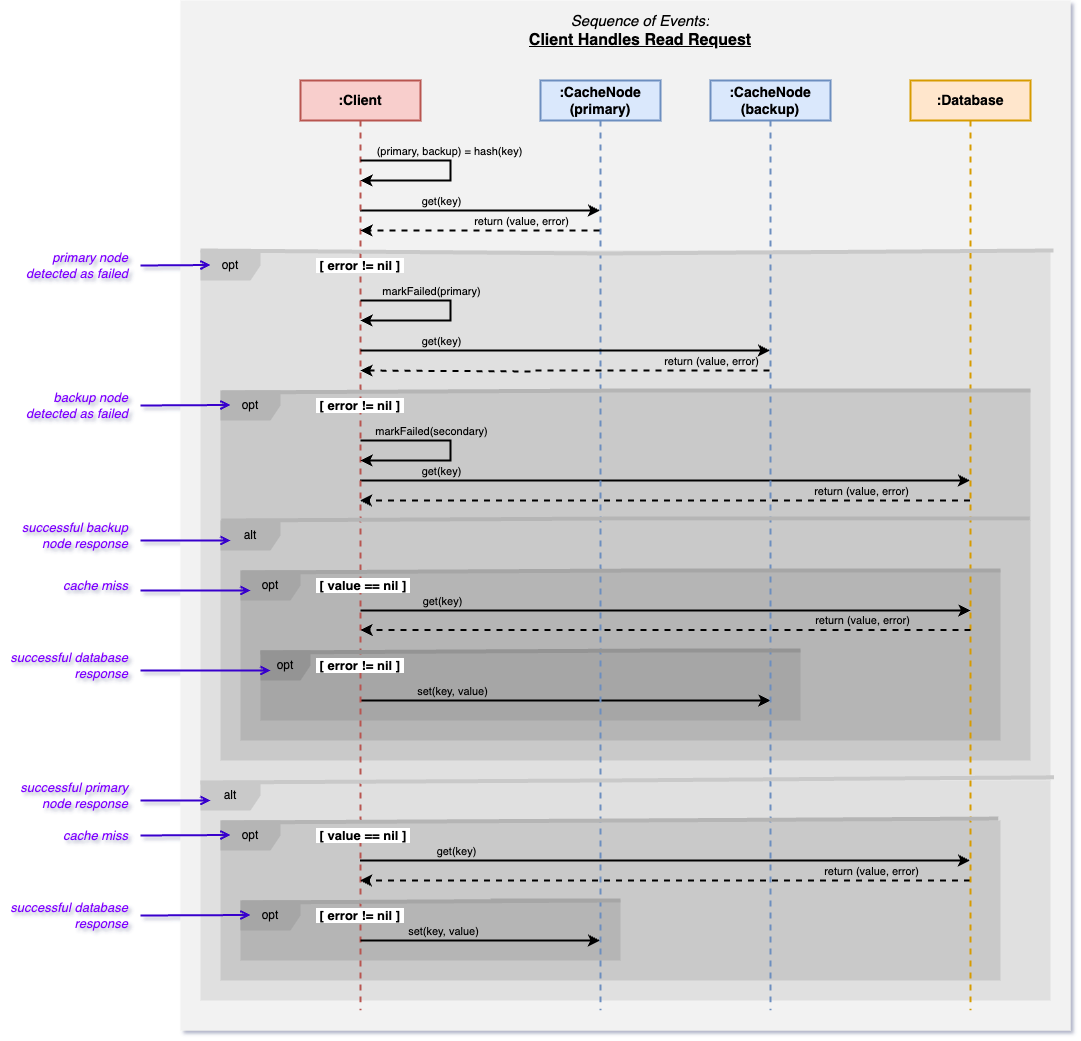 Sequence of Events:
Client Handles Read Request
:Client
:CacheNode
(primary)
:CacheNode
(backup)
:Database
(primary, backup) = hash(key)
get(key)
return (value, error)
primary node
detected as failed
opt
[ error != nil ]
markFailed(primary)
get(key)
return (value, error)
backup node
detected as failed
opt
[ error != nil ]
markFailed(secondary)
get(key)
return (value, error)
successful backup
node response
alt
cache miss
opt
[ value == nil ]
get(key)
return (value, error)
successful database
response
opt
[ error != nil ]
set(key, value)
successful primary
node response
alt
cache miss
opt
[ value == nil ]
get(key)
return (value, error)
successful database
response
opt
[ error != nil ]
set(key, value)